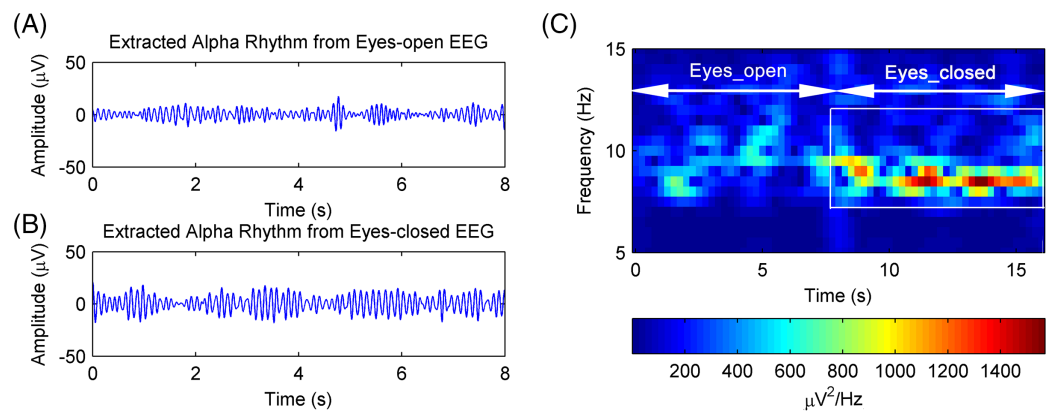 (A)
Extracted Alpha Rhythm from Eyes-open EEG
Amplitude (μV)
50
0
-50
0 2 4 6 8
Time (s)
(B)
Extracted Alpha Rhythm from Eyes-closed EEG
Amplitude (μV)
50
0
-50
0 2 4 6 8
Time (s)
(C)
Frequency (Hz)
15
10
5
Eyes_open Eyes_closed
0 5 10 15
Time (s)
200 400 600 800 1000 1200 1400
μV²/Hz